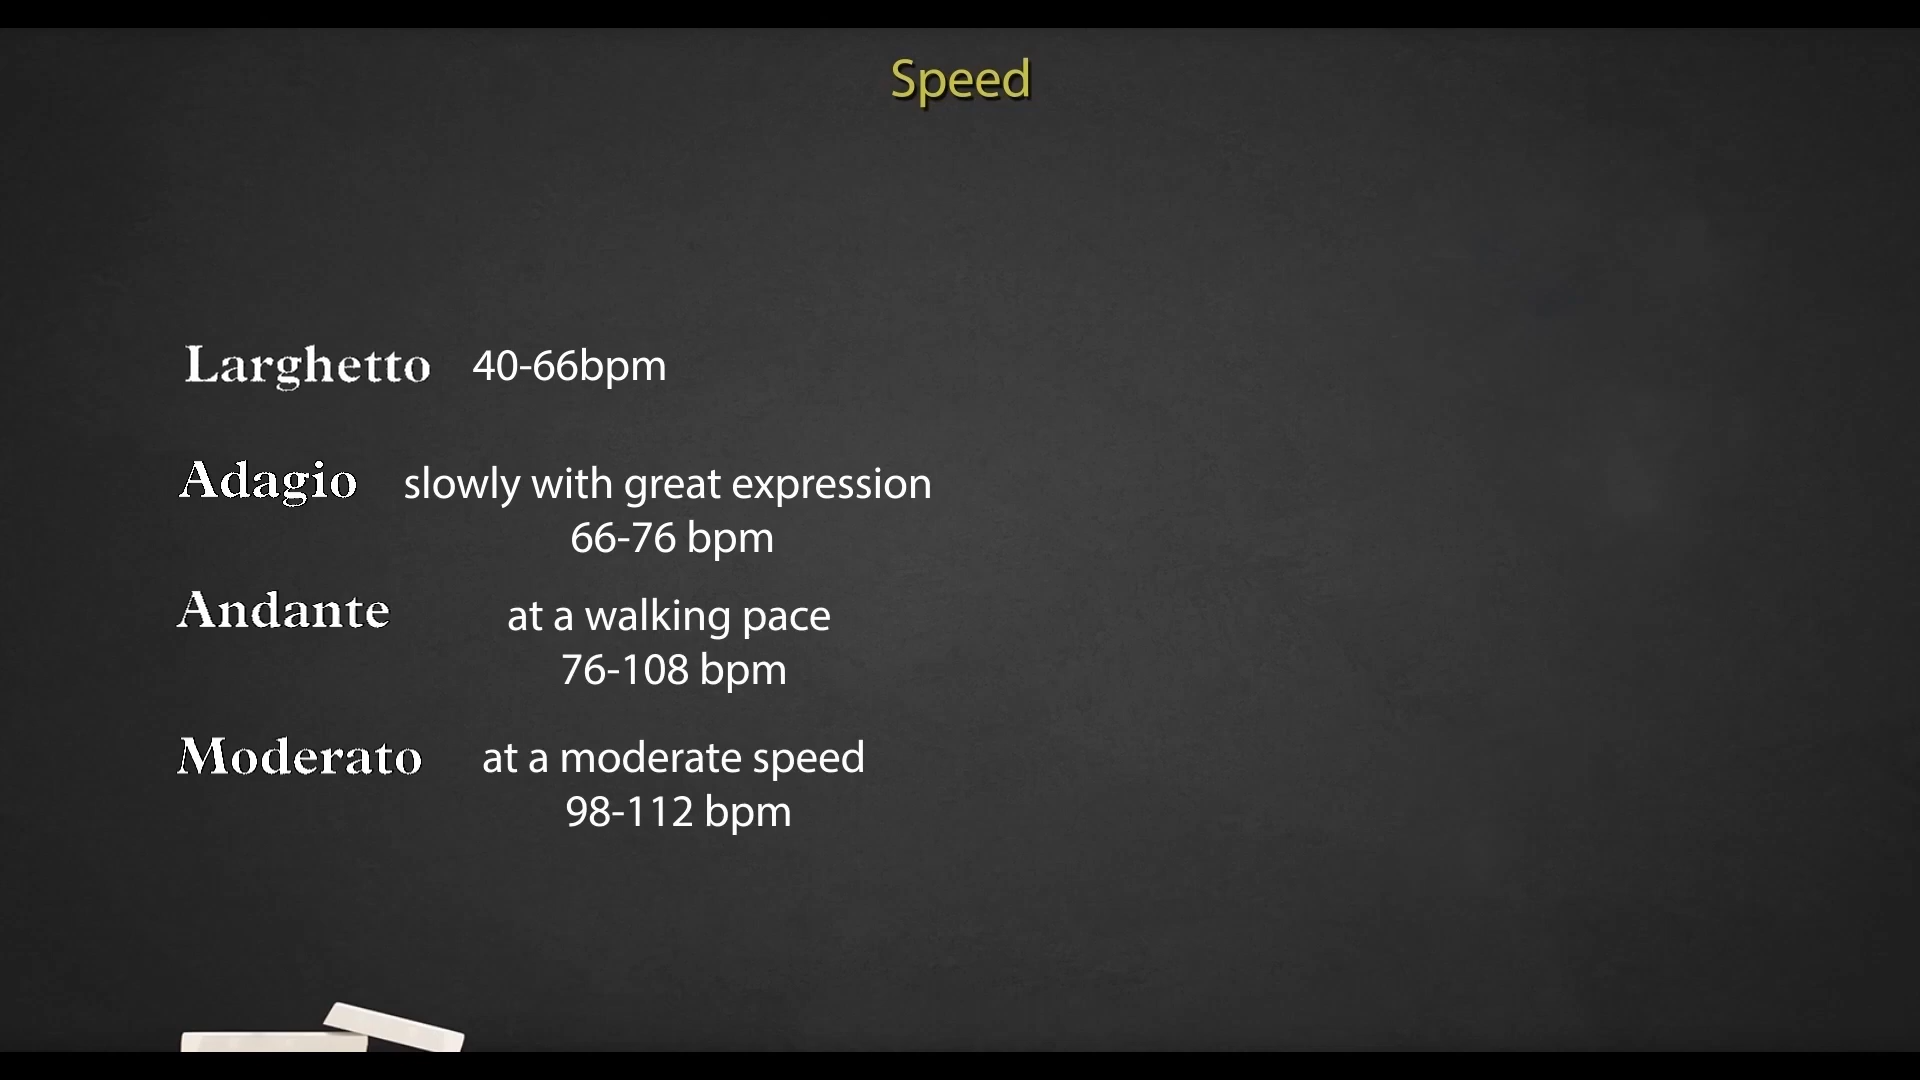 Speed
Larghetto 40-66bpm
Adagio slowly with great expression
66-76 bpm
Andante at a walking pace
76-108 bpm
Moderato at a moderate speed
98-112 bpm